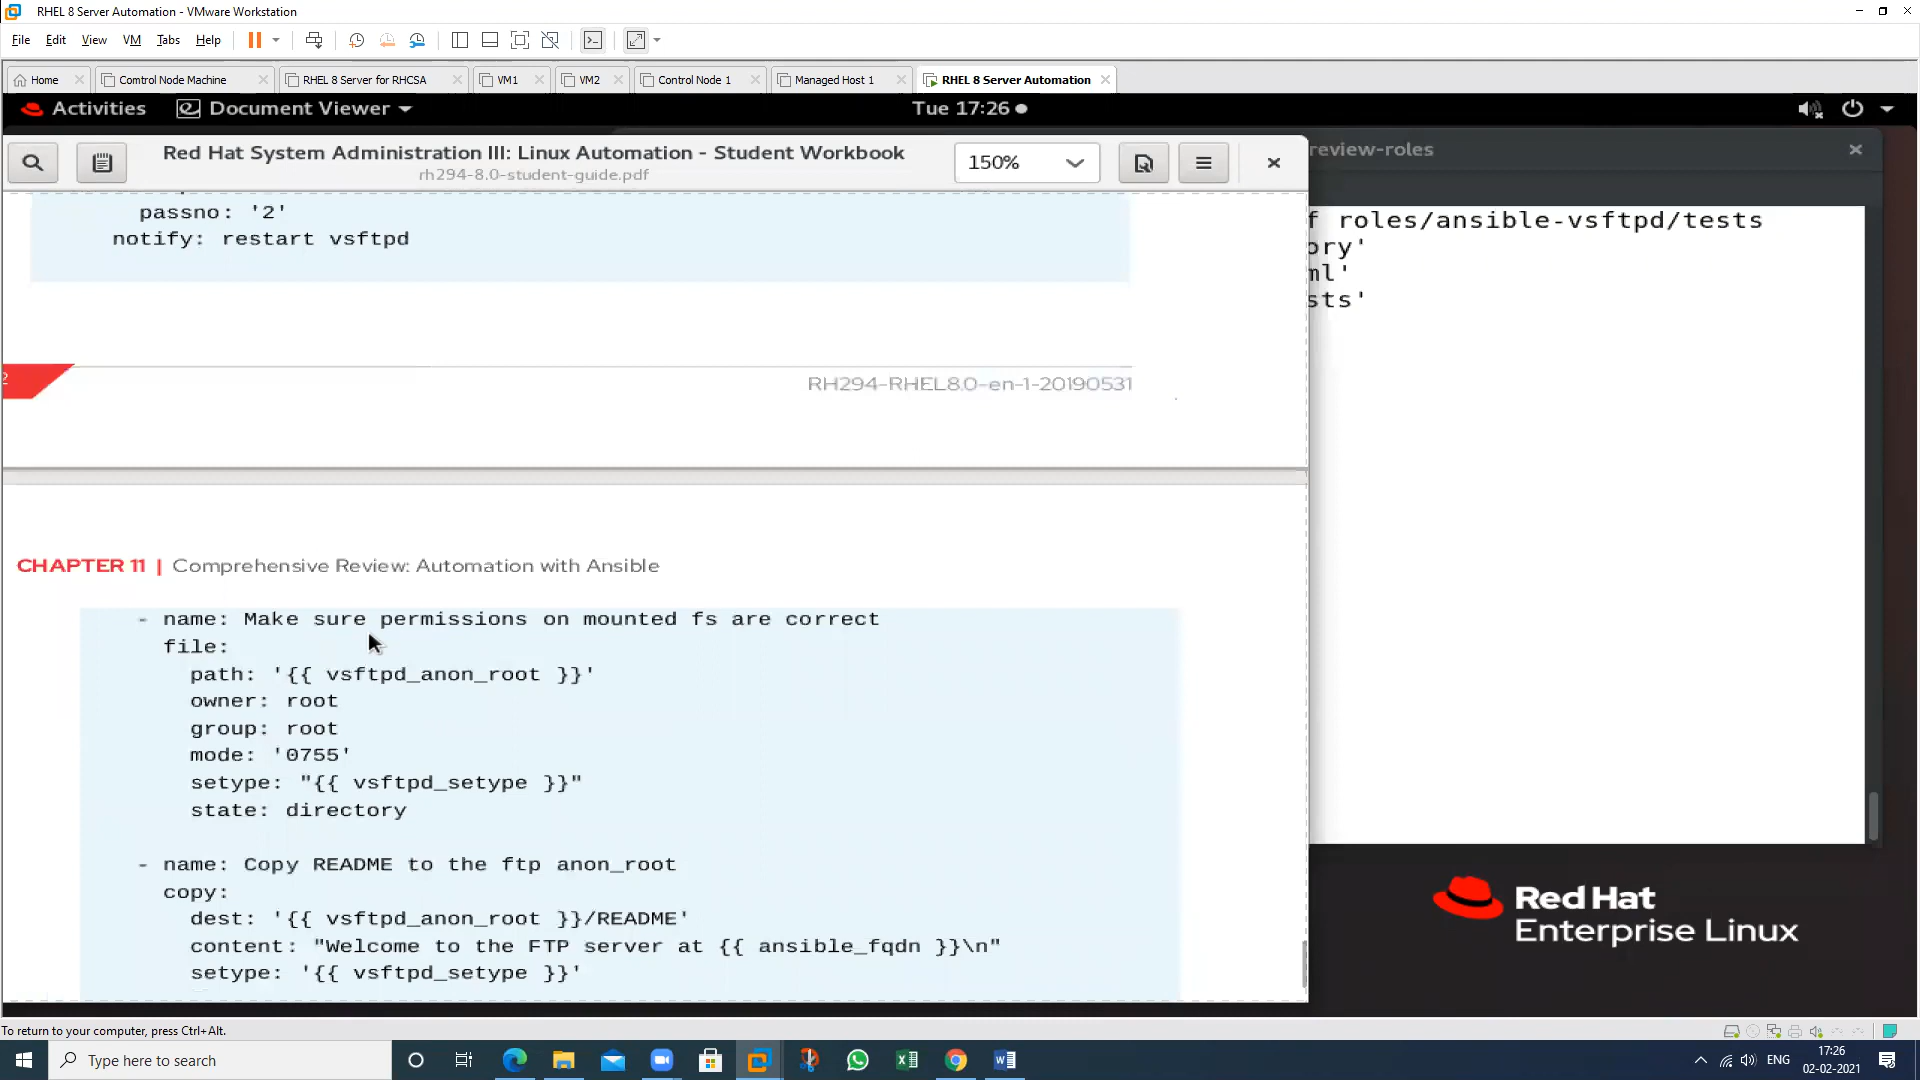 RHEL 8 Server Automation - VMware Workstation
File Edit View VM Tabs Help
Home Comtrol Node Machine RHEL 8 Server for RHCSA VM1 VM2 Control Node 1 Managed Host 1 RHEL 8 Server Automation
Activities Document Viewer Tue 17:26
Red Hat System Administration III: Linux Automation - Student Workbook
rh294-8.0-student-guide.pdf
150%
review-roles
passno: '2'
notify: restart vsftpd
f roles/ansible-vsftpd/tests
ory'
ml'
sts'
2
RH294-RHEL8.0-en-1-20190531
CHAPTER 11 | Comprehensive Review: Automation with Ansible
- name: Make sure permissions on mounted fs are correct
file:
path: '{{ vsftpd_anon_root }}'
owner: root
group: root
mode: '0755'
setype: "{{ vsftpd_setype }}"
state: directory
- name: Copy README to the ftp anon_root
copy:
dest: '{{ vsftpd_anon_root }}/README'
content: "Welcome to the FTP server at {{ ansible_fqdn }}\n"
setype: '{{ vsftpd_setype }}'
Red Hat
Enterprise Linux
To return to your computer, press Ctrl+Alt.
Type here to search
ENG
17:26
02-02-2021